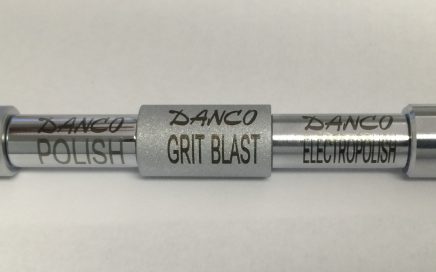 DANCO
POLISH
DANCO
GRIT BLAST
DANCO
ELECTROPOLISH